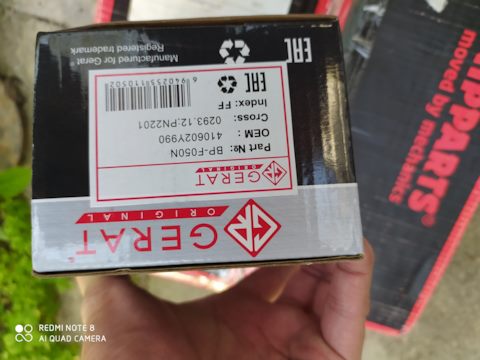 GERAT
ORIGINAL
GERAT
ORIGINAL
Part №: BP-F050N
OEM : 410602Y990
Cross: 0293.12;PN2201
Index: FF
EAC
EAC
Manufactured for Gerat
Registered trademark
PARTS
moved by mechanics
REDMI NOTE 8
AI QUAD CAMERA